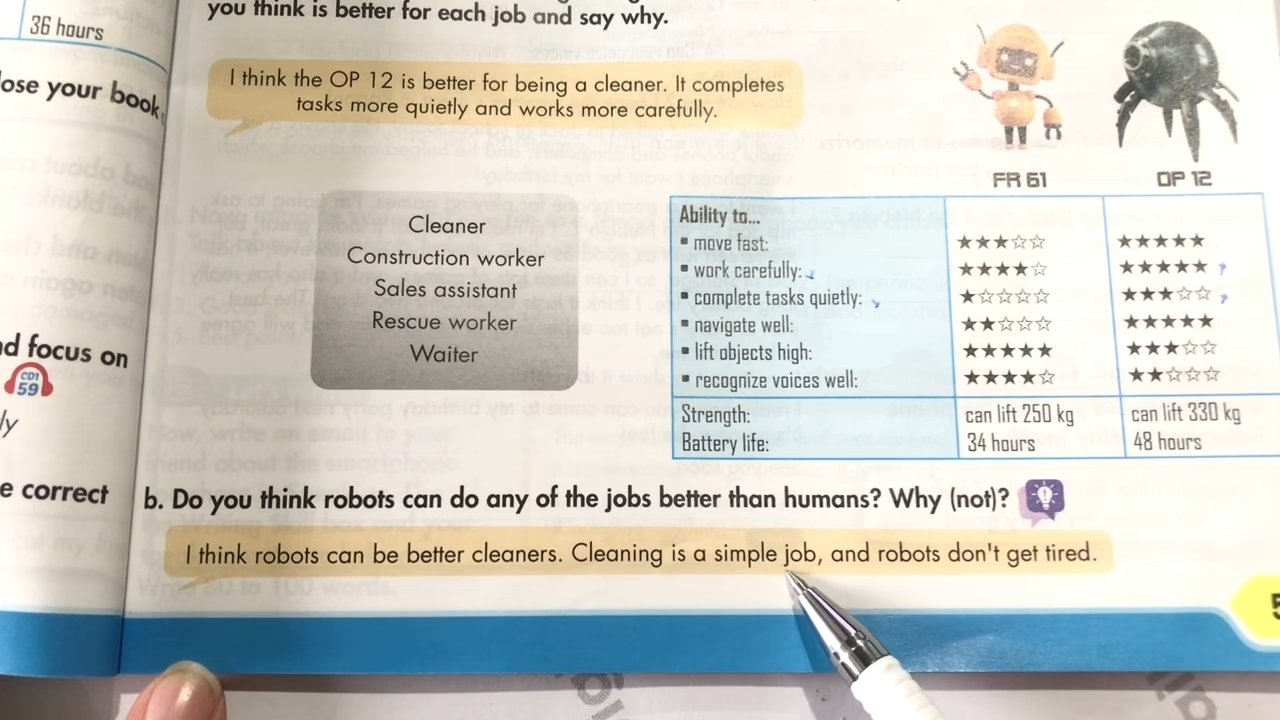 36 hours
lose your book.
nd focus on
CD1
59
ly
e correct
you think is better for each job and say why.
I think the OP 12 is better for being a cleaner. It completes
tasks more quietly and works more carefully.
Cleaner
Construction worker
Sales assistant
Rescue worker
Waiter
FR 61 OP 12
Ability to...
▪ move fast: ★★★☆☆ ★★★★★
▪ work carefully: ★★★★☆ ★★★★★
▪ complete tasks quietly: ★☆☆☆☆ ★★★☆☆
▪ navigate well: ★★☆☆☆ ★★★★★
▪ lift objects high: ★★★★★ ★★★☆☆
▪ recognize voices well: ★★★★☆ ★★☆☆☆
Strength: can lift 250 kg can lift 330 kg
Battery life: 34 hours 48 hours
b. Do you think robots can do any of the jobs better than humans? Why (not)?
I think robots can be better cleaners. Cleaning is a simple job, and robots don't get tired.
5